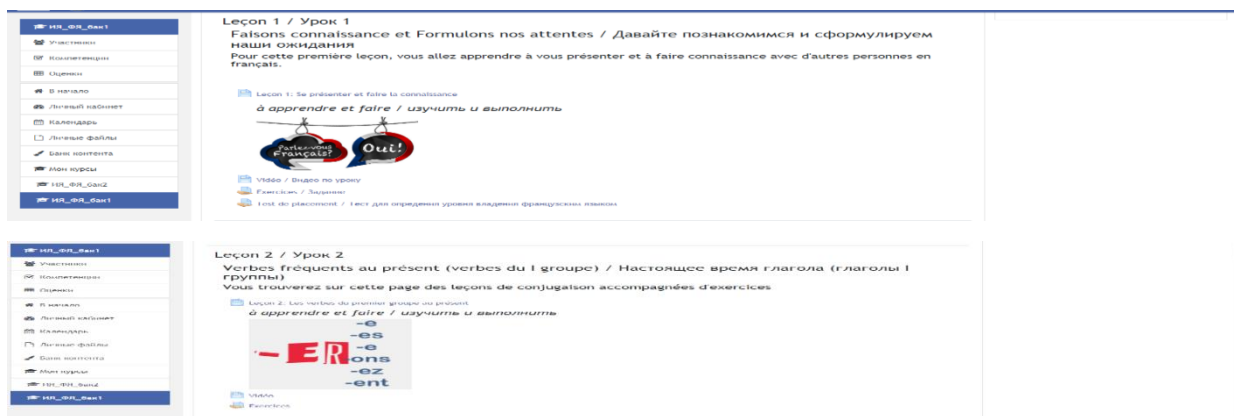 ИЯ_ФЯ_бак1
Участники
Компетенции
Оценки
В начало
Личный кабинет
Календарь
Личные файлы
Банк контента
Мои курсы
ИЯ_ФЯ_бак2
ИЯ_ФЯ_бак1
Leçon 1 / Урок 1
Faisons connaissance et Formulons nos attentes / Давайте познакомимся и сформулируем
наши ожидания
Pour cette première leçon, vous allez apprendre à vous présenter et à faire connaissance avec d'autres personnes en
français.
Leçon 1: Se présenter et faire la connaissance
à apprendre et faire / изучить и выполнить
Parlez-vous
Français?
Oui!
Vidéo / Видео по уроку
Exercices / Задание
Test de placement / Тест для определения уровня владения французским языком
ИЯ_ФЯ_бак1
Участники
Компетенции
Оценки
В начало
Личный кабинет
Календарь
Личные файлы
Банк контента
Мои курсы
ИЯ_ФЯ_бак2
ИЯ_ФЯ_бак1
Leçon 2 / Урок 2
Verbes fréquents au présent (verbes du I groupe) / Настоящее время глагола (глаголы I
группы)
Vous trouverez sur cette page des leçons de conjugaison accompagnées d'exercices
Leçon 2: Les verbes du premier groupe au présent
à apprendre et faire / изучить и выполнить
-e
-es
- ER -e
-ons
-ez
-ent
Vidéo
Exercices